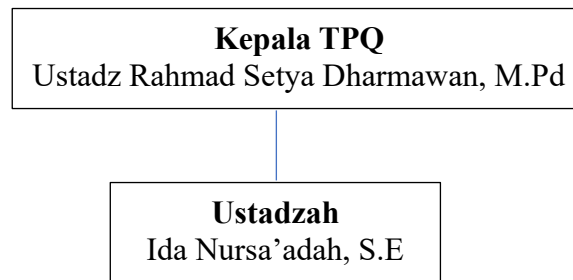 Kepala TPQ
Ustadz Rahmad Setya Dharmawan, M.Pd
Ustadzah
Ida Nursa’adah, S.E